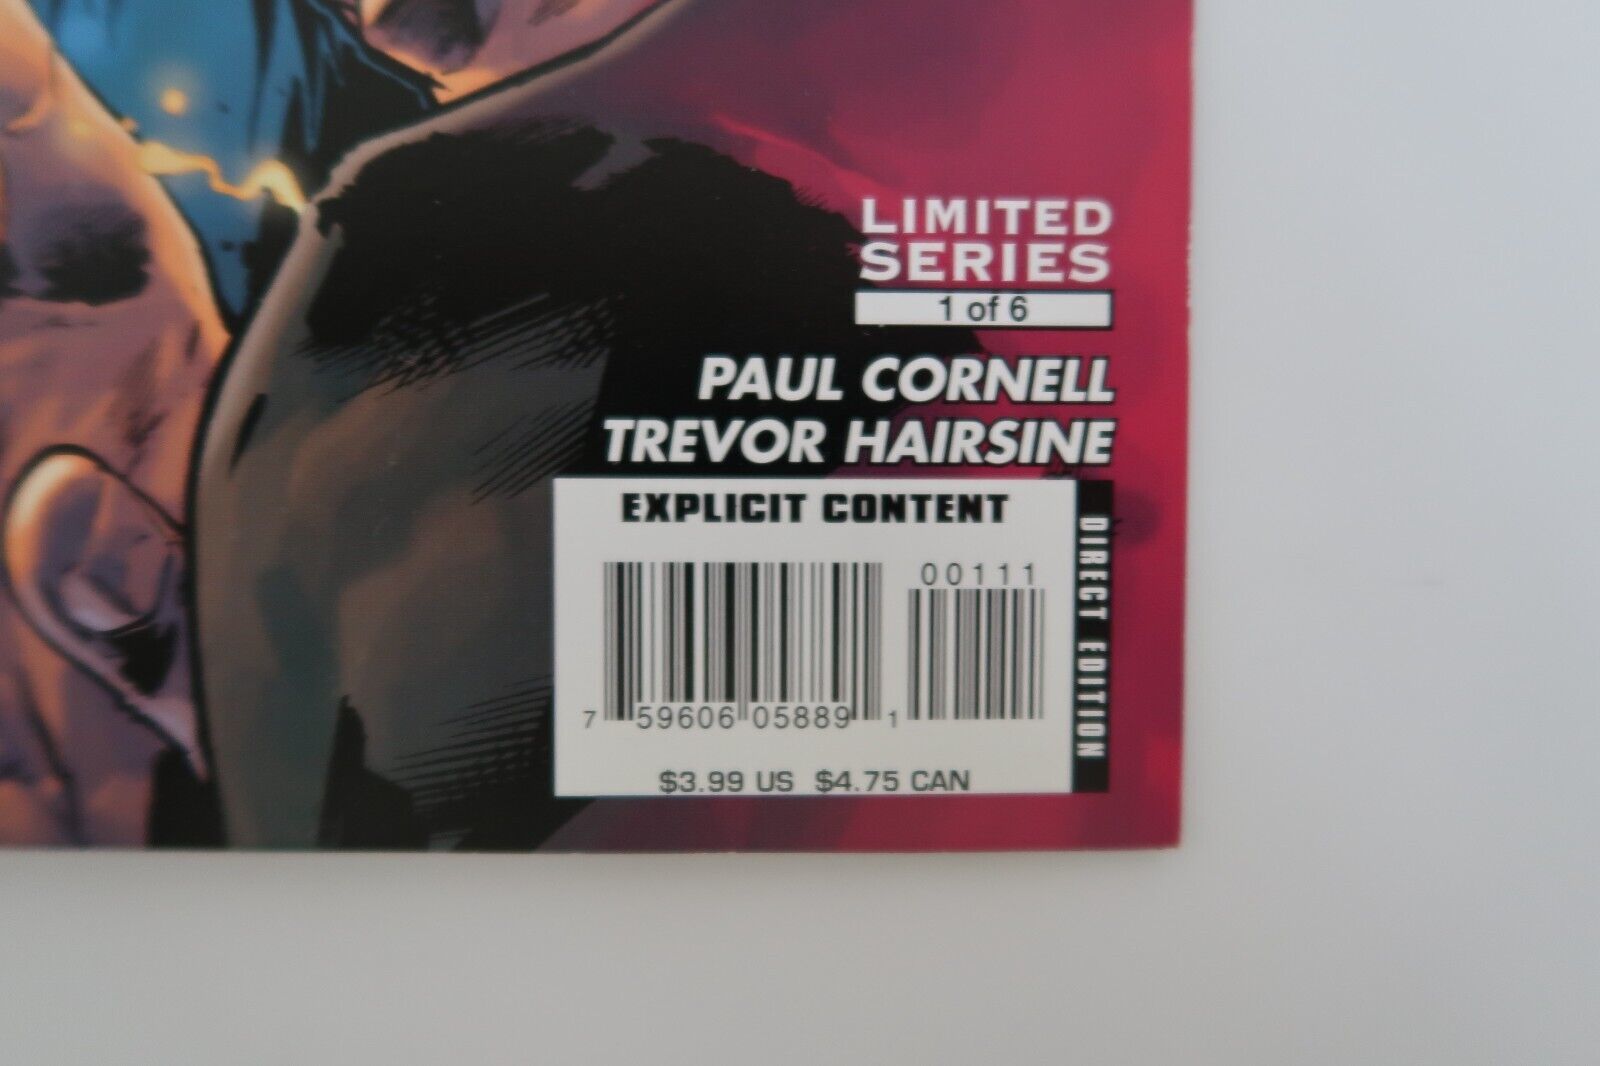 LIMITED
SERIES
1 of 6
PAUL CORNELL
TREVOR HAIRSINE
EXPLICIT CONTENT
00111
7 59606 05889 1
$3.99 US $4.75 CAN
DIRECT EDITION